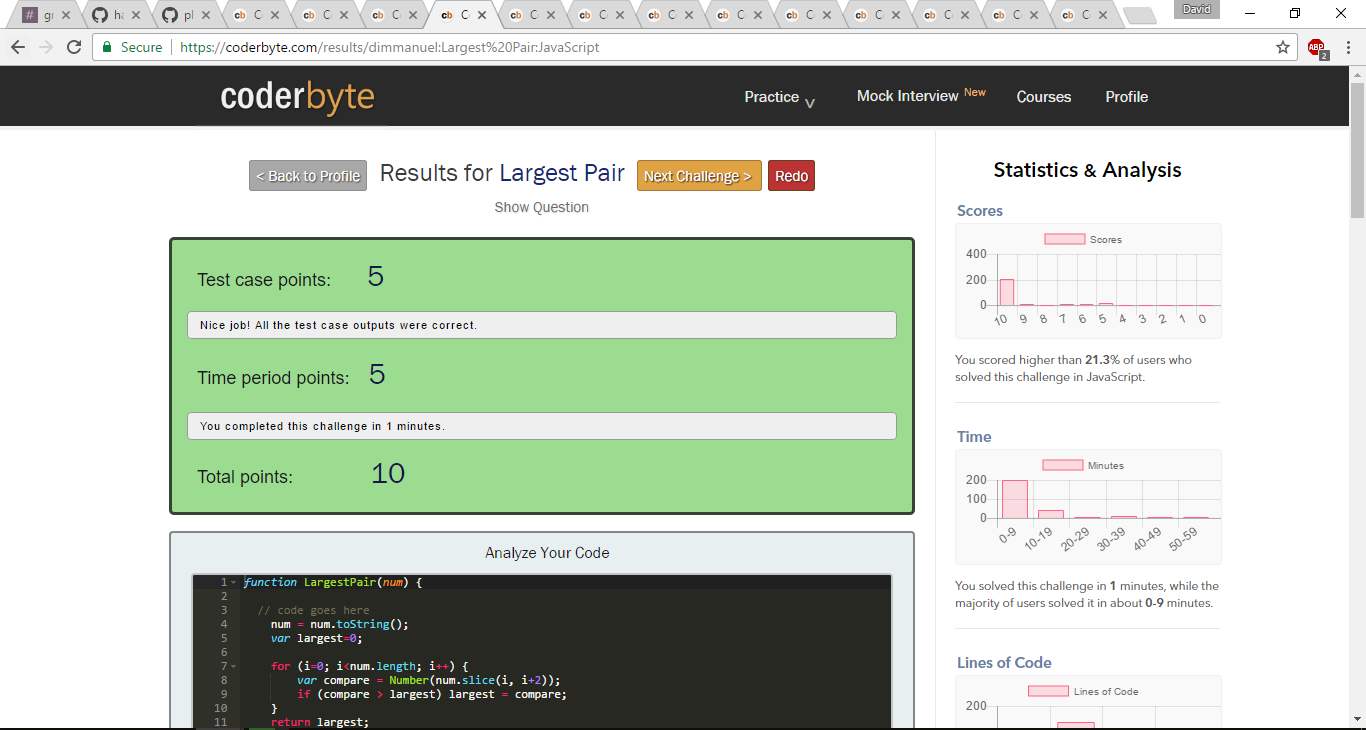 # gr
ha
pl
cb C
cb C
cb C
cb C
cb C
cb C
cb C
cb C
cb C
cb C
cb C
cb C
cb C
David
Secure https://coderbyte.com/results/dimmanuel:Largest%20Pair:JavaScript
ABP
2
coderbyte
Practice
Mock Interview New
Courses
Profile
< Back to Profile
Results for Largest Pair
Next Challenge >
Redo
Show Question
Test case points: 5
Nice job! All the test case outputs were correct.
Time period points: 5
You completed this challenge in 1 minutes.
Total points: 10
Analyze Your Code
1 function LargestPair(num) {
2
3 // code goes here
4 num = num.toString();
5 var largest=0;
6
7 for (i=0; i<num.length; i++) {
8 var compare = Number(num.slice(i, i+2));
9 if (compare > largest) largest = compare;
10 }
11 return largest;
Statistics & Analysis
Scores
Scores
400
200
0
10 9 8 7 6 5 4 3 2 1 0
You scored higher than 21.3% of users who
solved this challenge in JavaScript.
Time
Minutes
200
100
0
0-9 10-19 20-29 30-39 40-49 50-59
You solved this challenge in 1 minutes, while the
majority of users solved it in about 0-9 minutes.
Lines of Code
Lines of Code
200